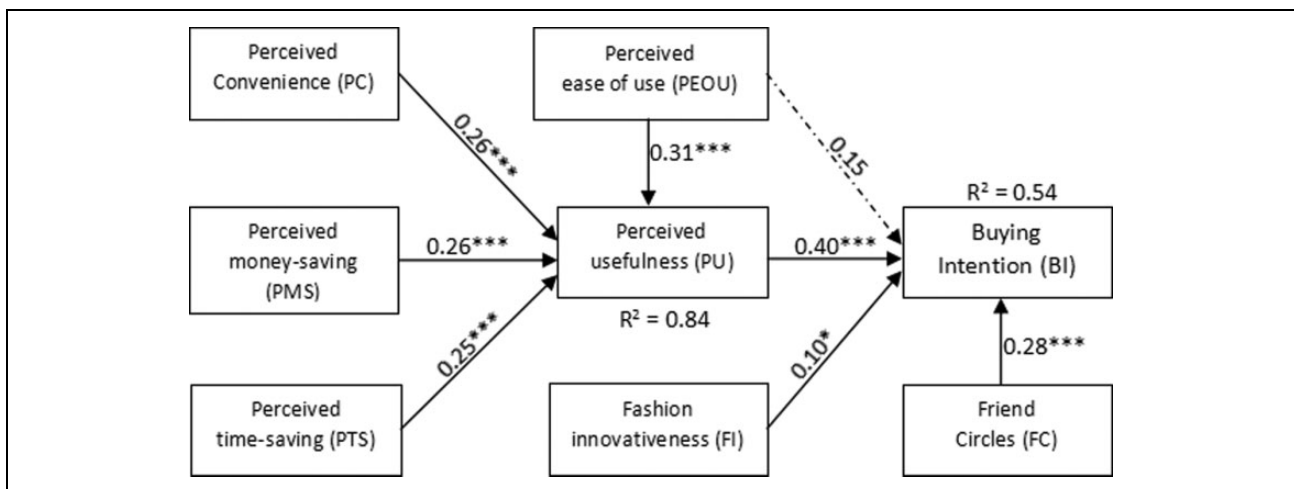 Perceived
Convenience (PC)
Perceived
ease of use (PEOU)
0.26***
0.31***
0.15
R² = 0.54
Perceived
money-saving
(PMS)
0.26***
Perceived
usefulness (PU)
0.40***
Buying
Intention (BI)
R² = 0.84
0.25***
0.10*
0.28***
Perceived
time-saving (PTS)
Fashion
innovativeness (FI)
Friend
Circles (FC)